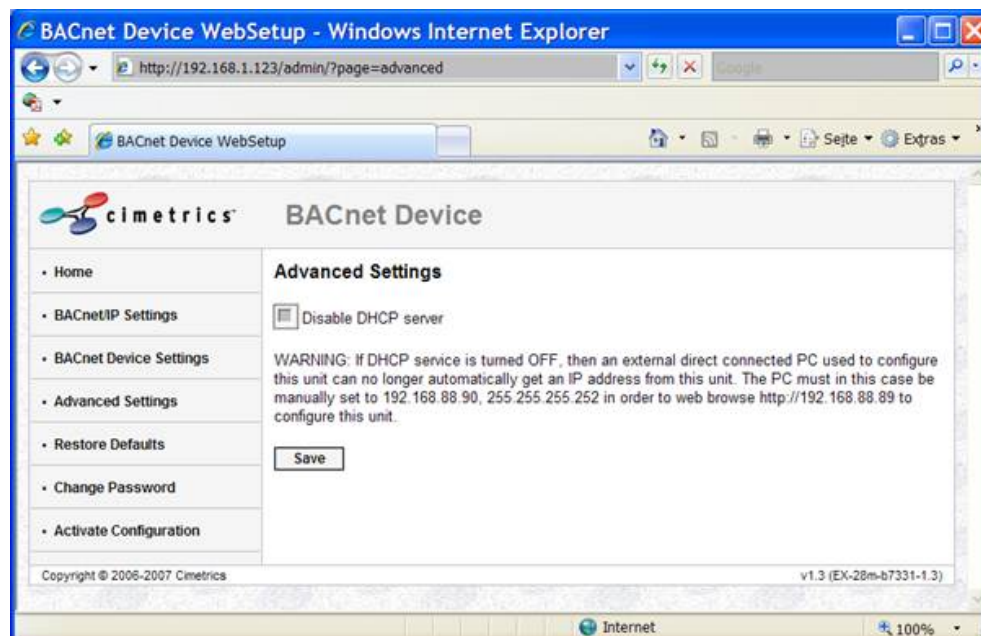 BACnet Device WebSetup - Windows Internet Explorer
http://192.168.1.123/admin/?page=advanced
Google
BACnet Device WebSetup
Seite
Extras
cimetrics
BACnet Device
• Home
• BACnet/IP Settings
• BACnet Device Settings
• Advanced Settings
• Restore Defaults
• Change Password
• Activate Configuration
Advanced Settings
Disable DHCP server
WARNING: If DHCP service is turned OFF, then an external direct connected PC used to configure
this unit can no longer automatically get an IP address from this unit. The PC must in this case be
manually set to 192.168.88.90, 255.255.255.252 in order to web browse http://192.168.88.89 to
configure this unit.
Save
Copyright © 2006-2007 Cimetrics
v1.3 (EX-28m-b7331-1.3)
Internet
100%